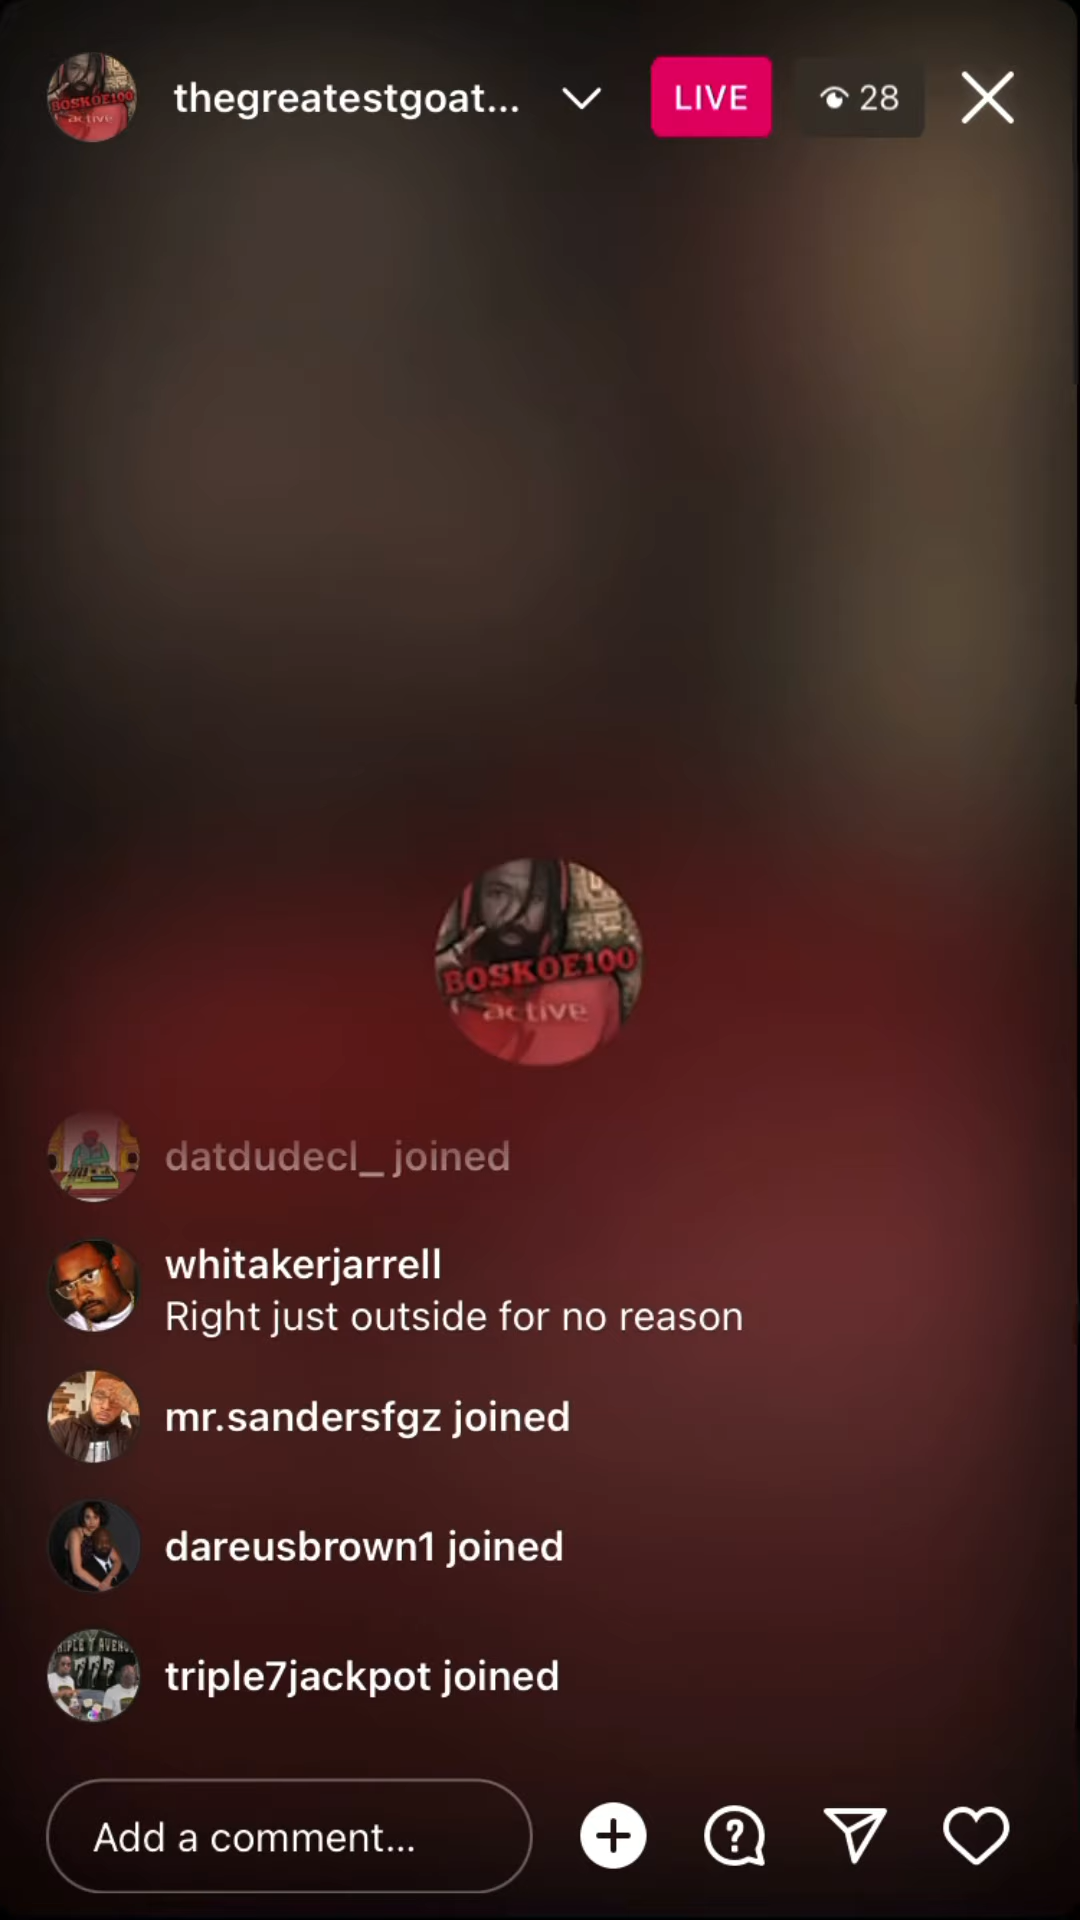 BOSKOE100
active
thegreatestgoat...
LIVE
28
BOSKOE100
active
datdudecl_ joined
whitakerjarrell
Right just outside for no reason
mr.sandersfgz joined
dareusbrown1 joined
777
triple7jackpot joined
Add a comment...